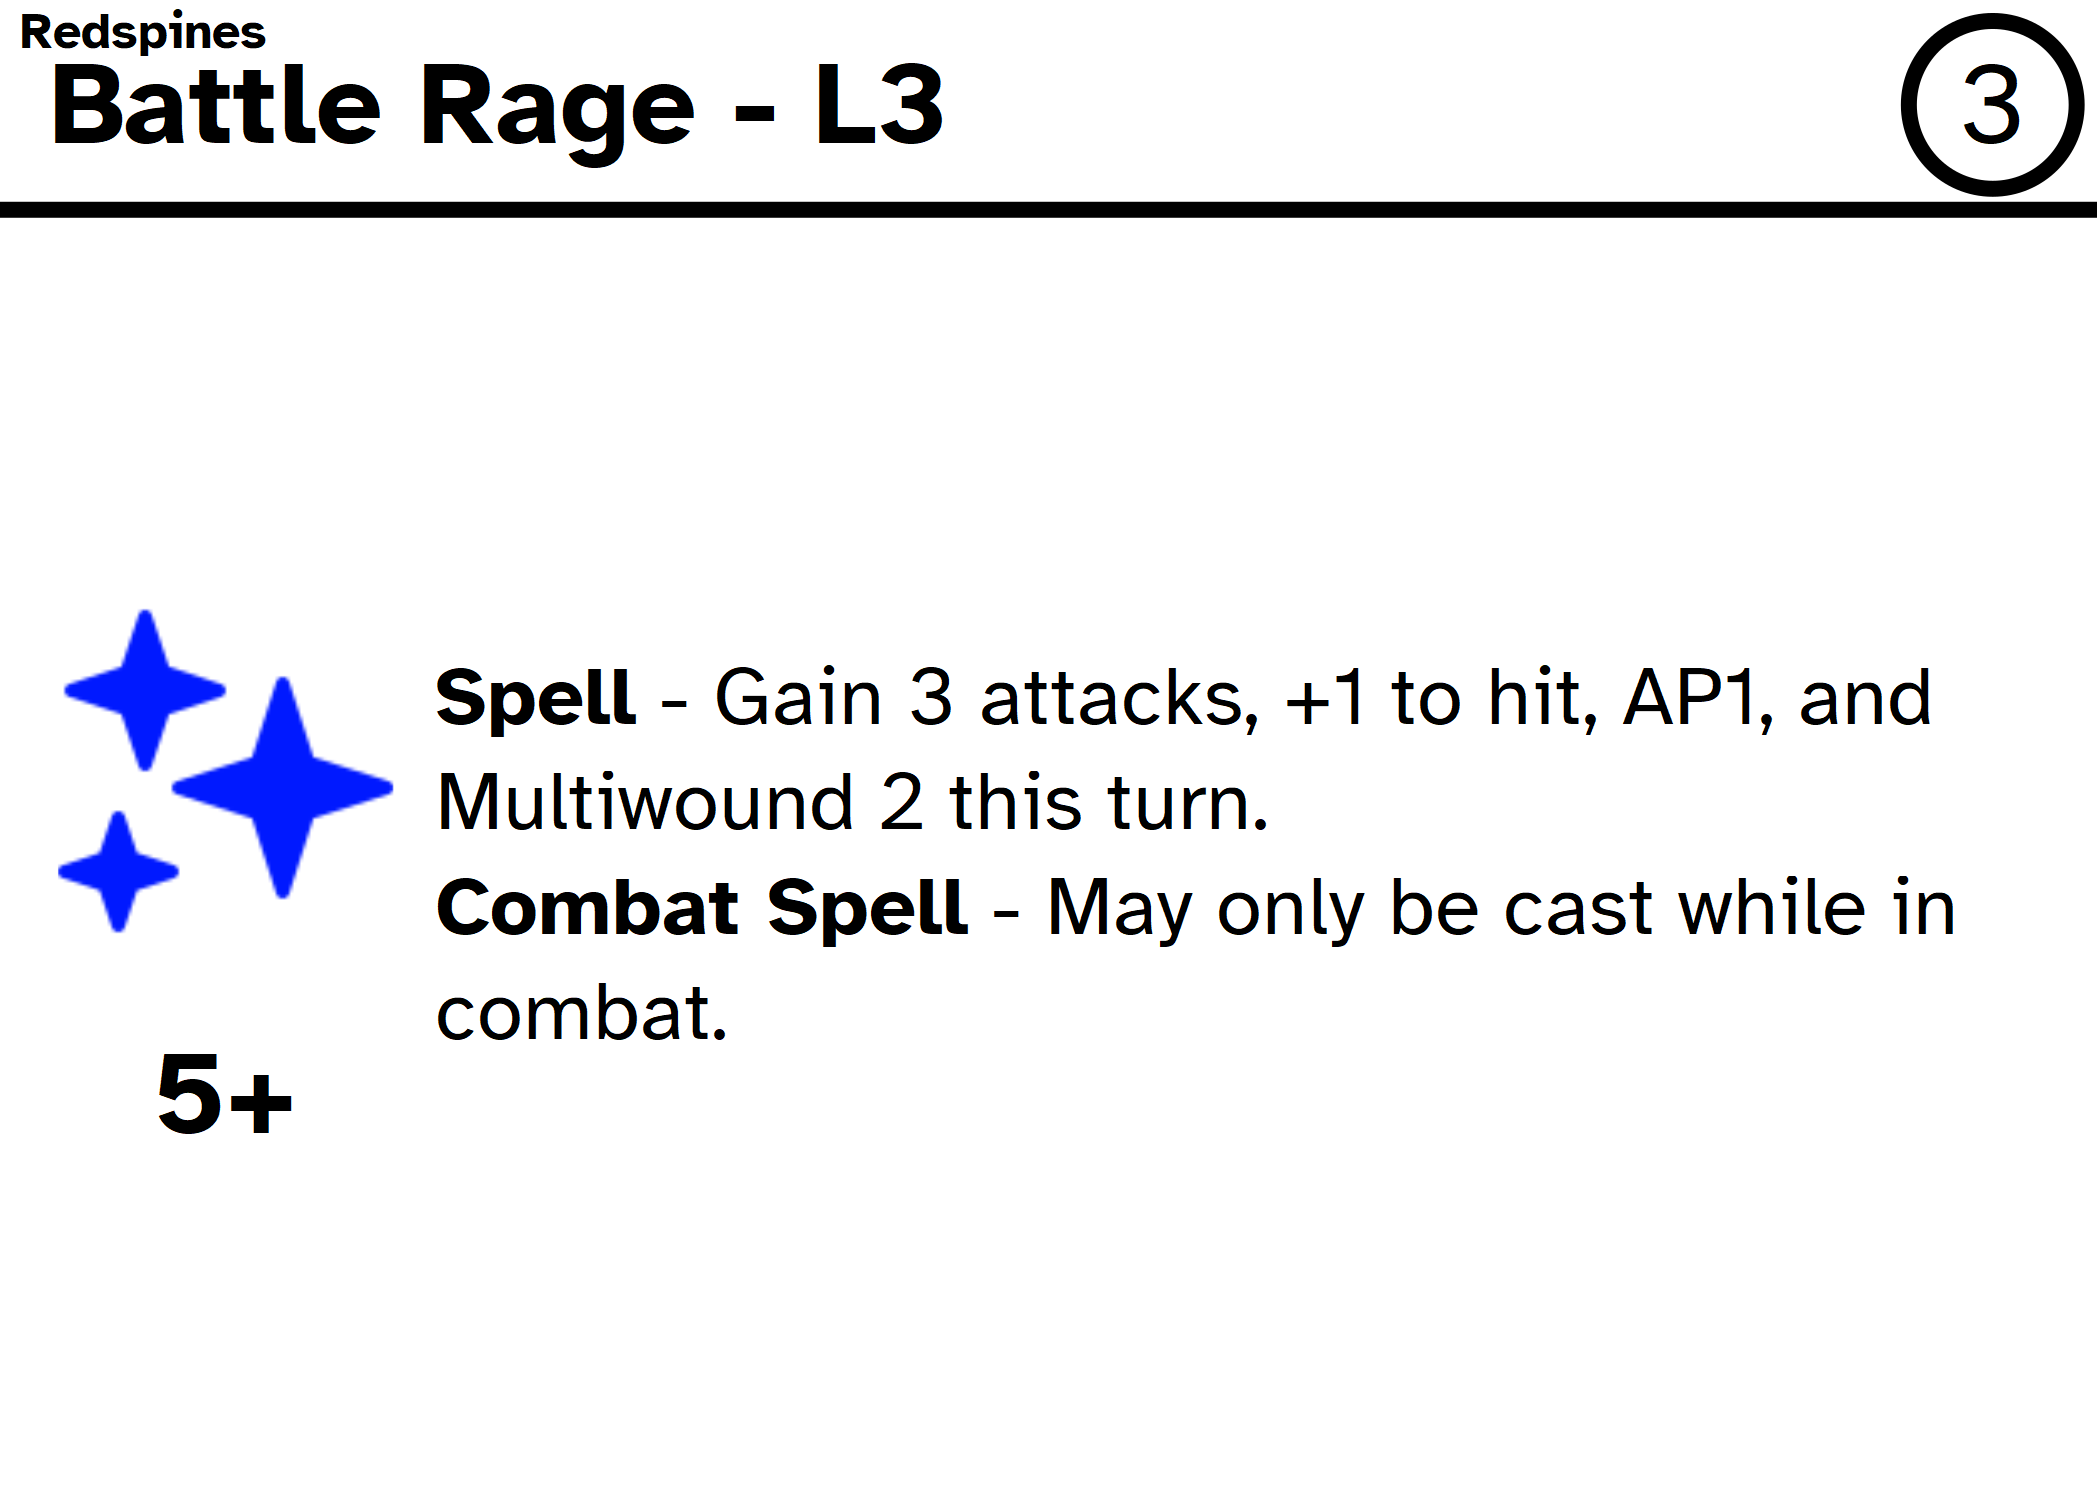 Redspines
Battle Rage - L3
3
Spell - Gain 3 attacks, +1 to hit, AP1, and
Multiwound 2 this turn.
Combat Spell - May only be cast while in
combat.
5+